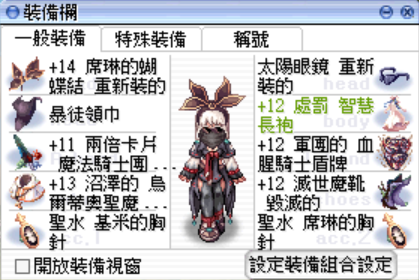 裝備欄
一般裝備
特殊裝備
稱號
+14 席琳的蝴
蝶結 重新裝的
暴徒領巾
+11 兩倍卡片
魔法騎士團...
+13 沼澤的 烏
爾蒂奧聖魔...
聖水 基米的胸
針
太陽眼鏡 重新
裝的
+12 處罰 智慧
長袍
+12 軍團的 血
腥騎士盾牌
+12 滅世魔靴
毀滅的
聖水 席琳的胸
針
開放裝備視窗
設定裝備組合設定